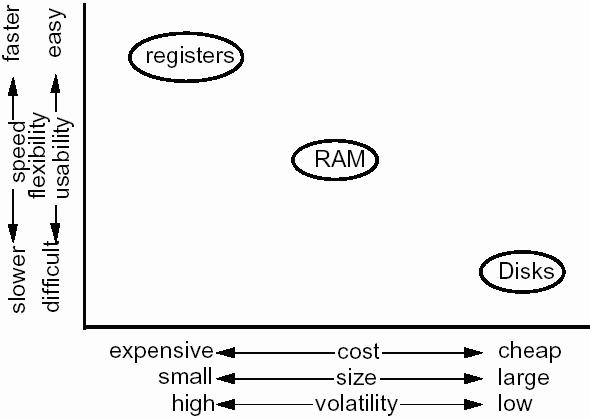 faster easy
speed
flexibility
usability
slower difficult
registers
RAM
Disks
expensive cost cheap
small size large
high volatility low